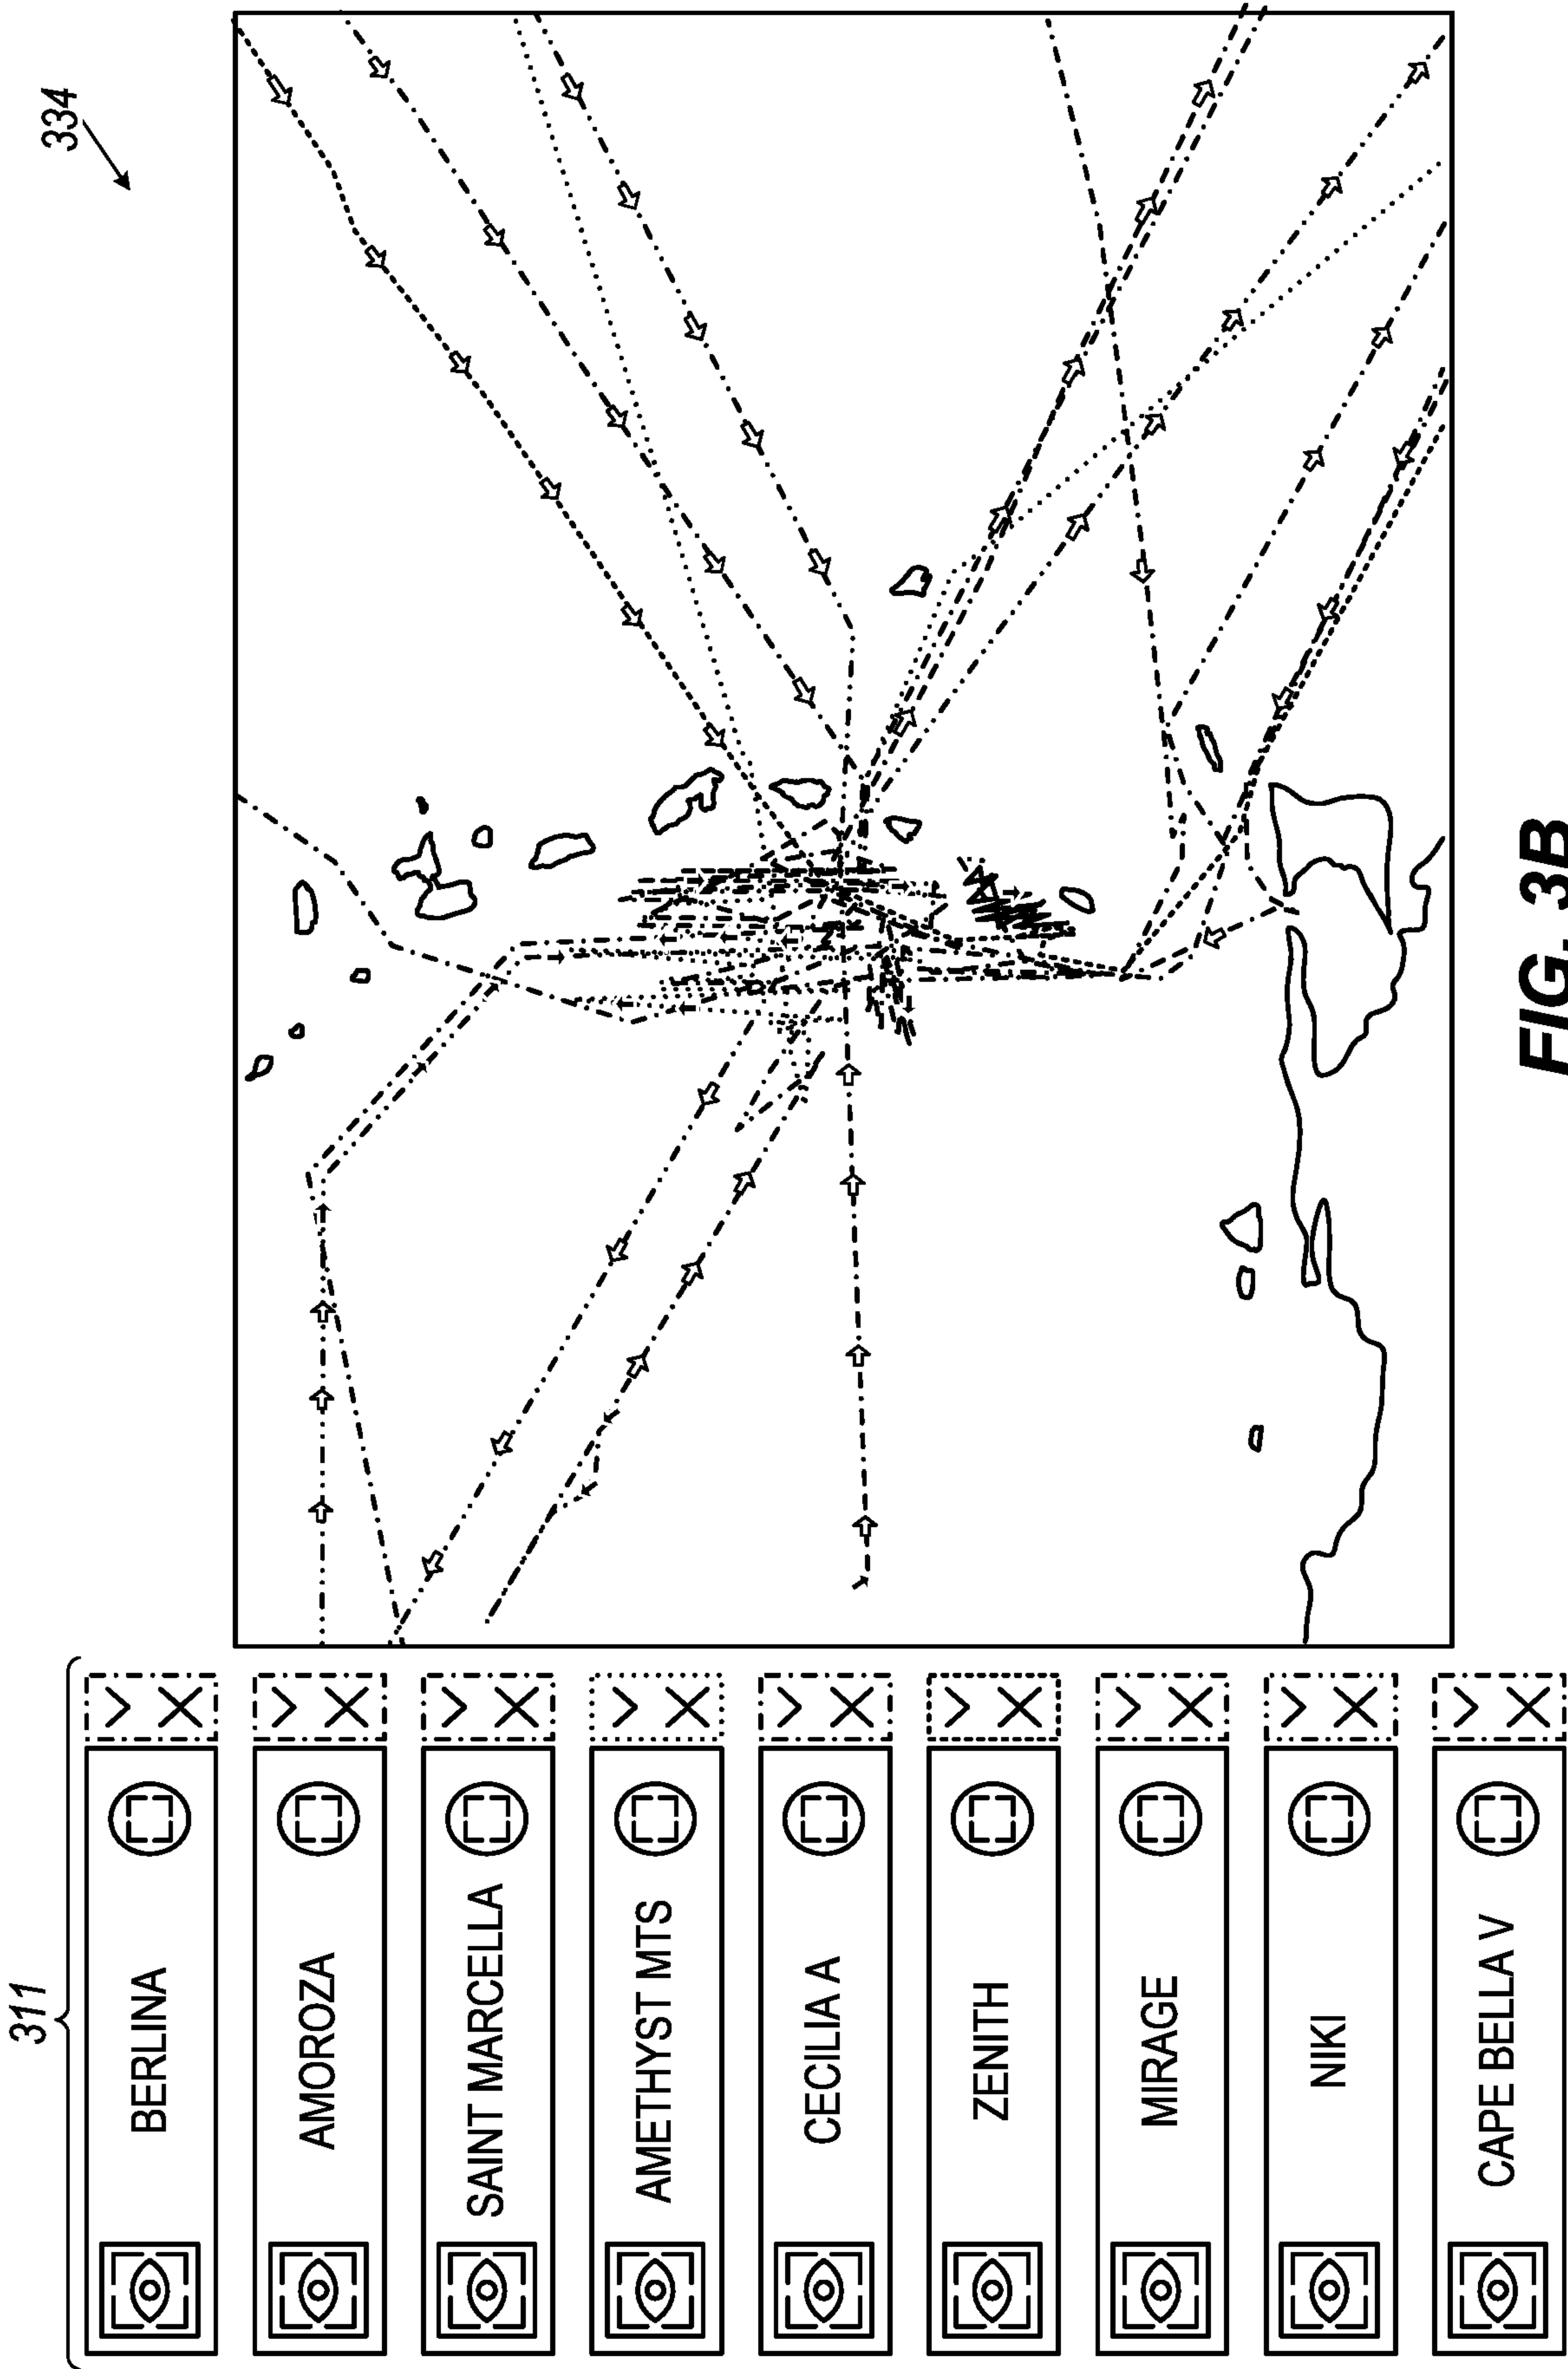 334
311
BERLINA
AMOROZA
SAINT MARCELLA
AMETHYST MTS
CECILIA A
ZENITH
MIRAGE
NIKI
CAPE BELLA V
FIG. 3B